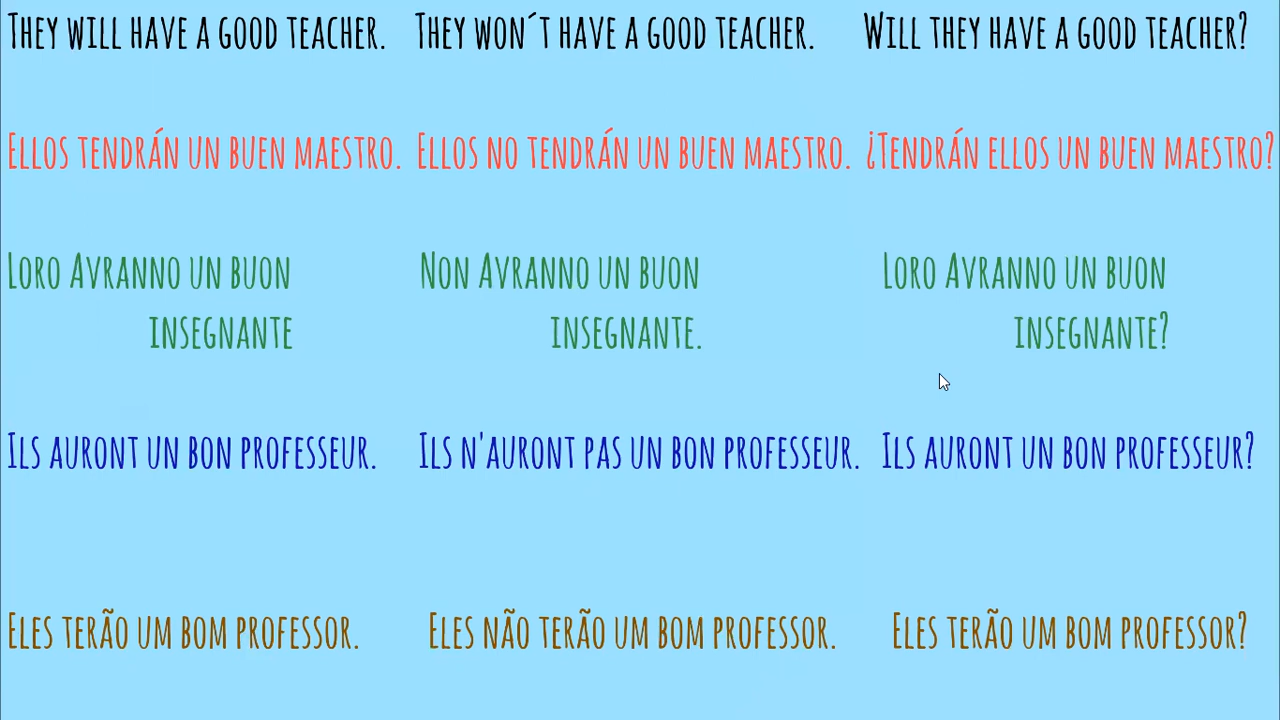 They will have a good teacher. They won´t have a good teacher. Will they have a good teacher?
Ellos tendrán un buen maestro. Ellos no tendrán un buen maestro. ¿Tendrán ellos un buen maestro?
Loro Avranno un buon Non Avranno un buon Loro Avranno un buon
insegnante insegnante. insegnante?
Ils auront un bon professeur. Ils n'auront pas un bon professeur. Ils auront un bon professeur?
Eles terão um bom professor. Eles não terão um bom professor. Eles terão um bom professor?